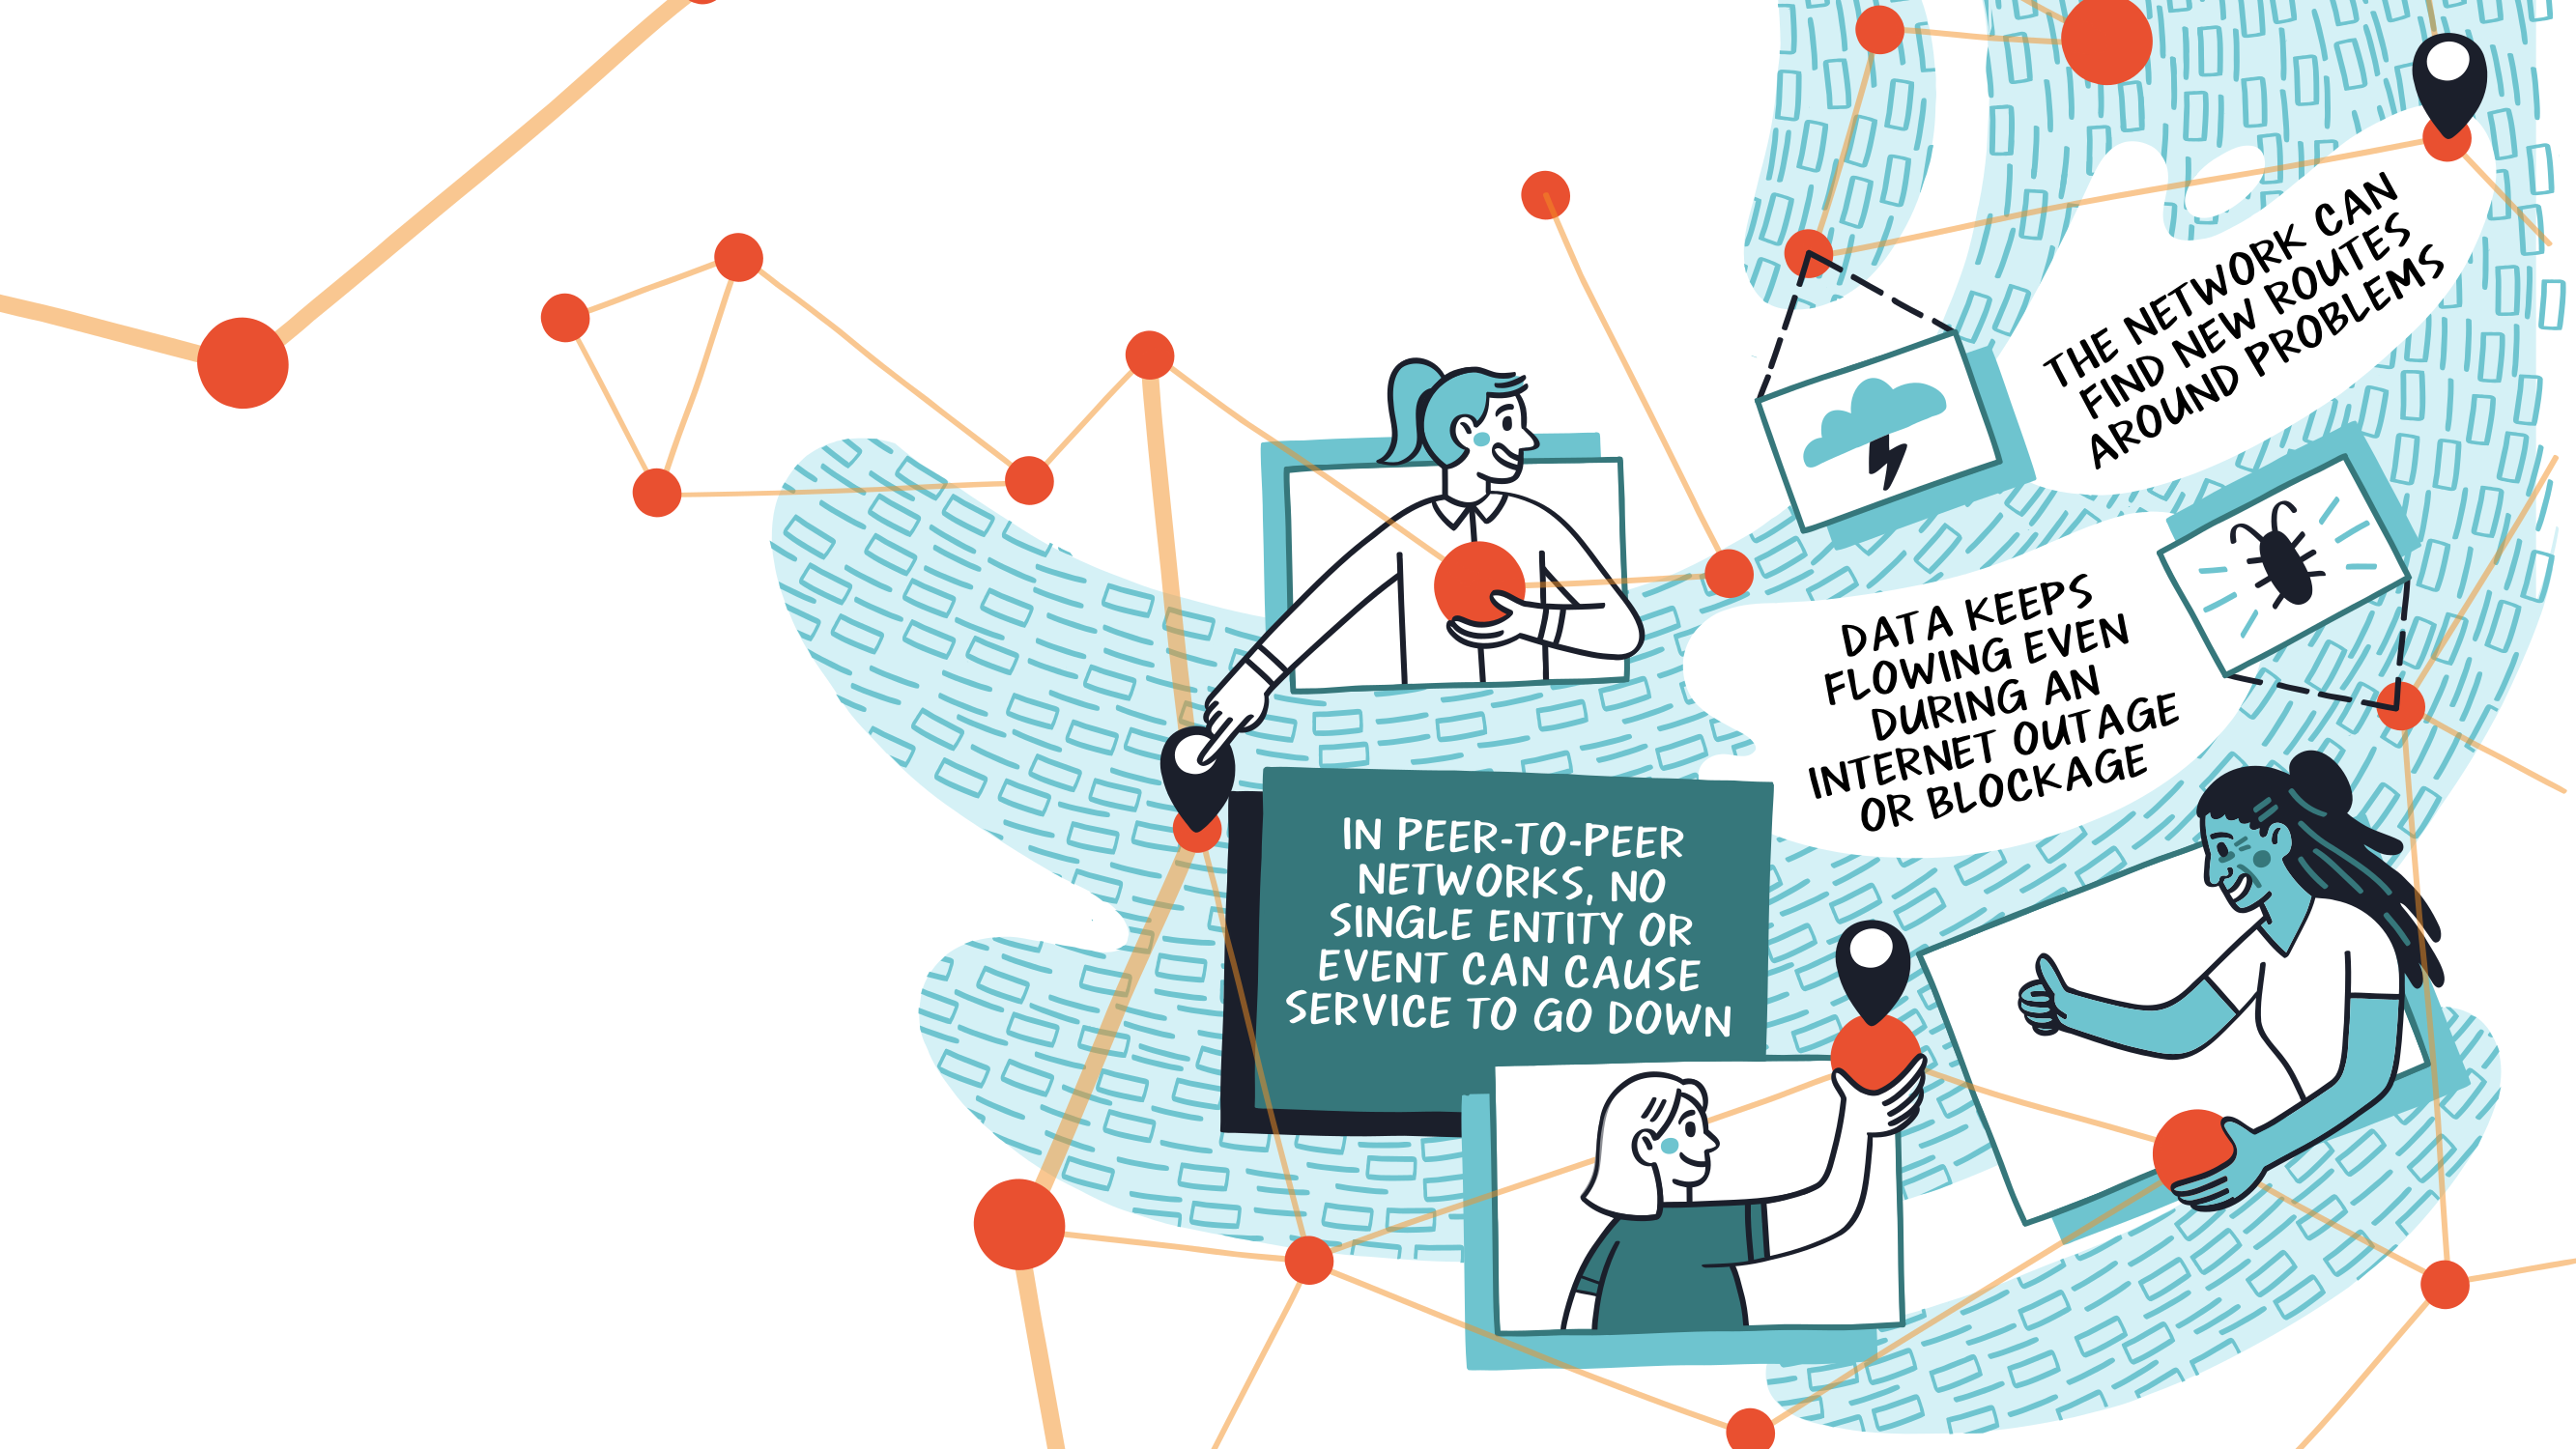 THE NETWORK CAN
FIND NEW ROUTES
AROUND PROBLEMS
DATA KEEPS
FLOWING EVEN
DURING AN
INTERNET OUTAGE
OR BLOCKAGE
IN PEER-TO-PEER
NETWORKS, NO
SINGLE ENTITY OR
EVENT CAN CAUSE
SERVICE TO GO DOWN